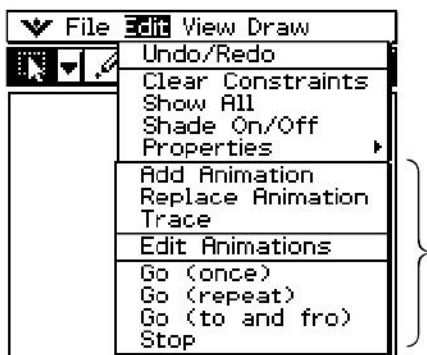 File Edit View Draw
Undo/Redo
Clear Constraints
Show All
Shade On/Off
Properties
Add Animation
Replace Animation
Trace
Edit Animations
Go (once)
Go (repeat)
Go (to and fro)
Stop